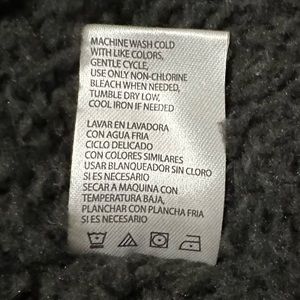 MACHINE WASH COLD
WITH LIKE COLORS,
GENTLE CYCLE,
USE ONLY NON-CHLORINE
BLEACH WHEN NEEDED,
TUMBLE DRY LOW,
COOL IRON IF NEEDED
LAVAR EN LAVADORA
CON AGUA FRIA
CICLO DELICADO
CON COLORES SIMILARES
USAR BLANQUEADOR SIN CLORO
SI ES NECESARIO
SECAR A MAQUINA CON
TEMPERATURA BAJA,
PLANCHAR CON PLANCHA FRIA
SI ES NECESARIO